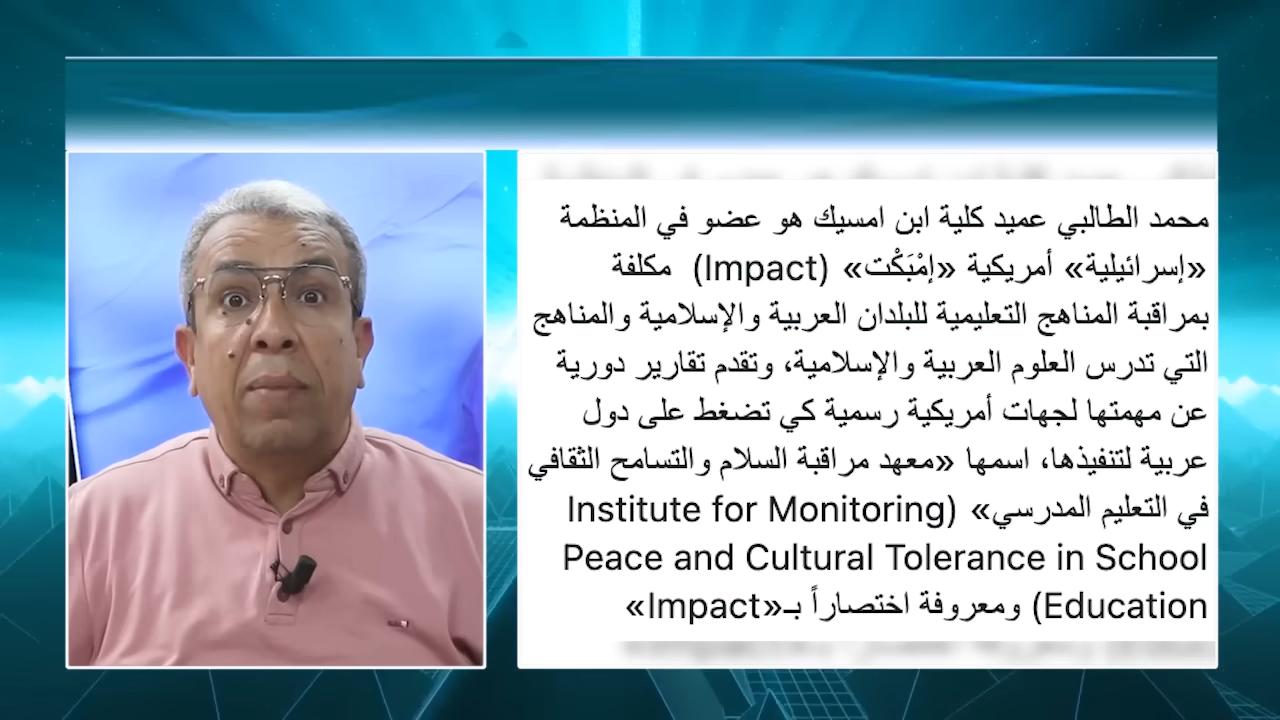 محمد الطالبي عميد كلية ابن امسيك هو عضو في المنظمة
«إسرائيلية» أمريكية «إمْبَكْت» (Impact) مكلفة
بمراقبة المناهج التعليمية للبلدان العربية والإسلامية والمناهج
التي تدرس العلوم العربية والإسلامية، وتقدم تقارير دورية
عن مهمتها لجهات أمريكية رسمية كي تضغط على دول
عربية لتنفيذها، اسمها «معهد مراقبة السلام والتسامح الثقافي
في التعليم المدرسي» (Institute for Monitoring
Peace and Cultural Tolerance in School
Education) ومعروفة اختصاراً بـ«Impact»